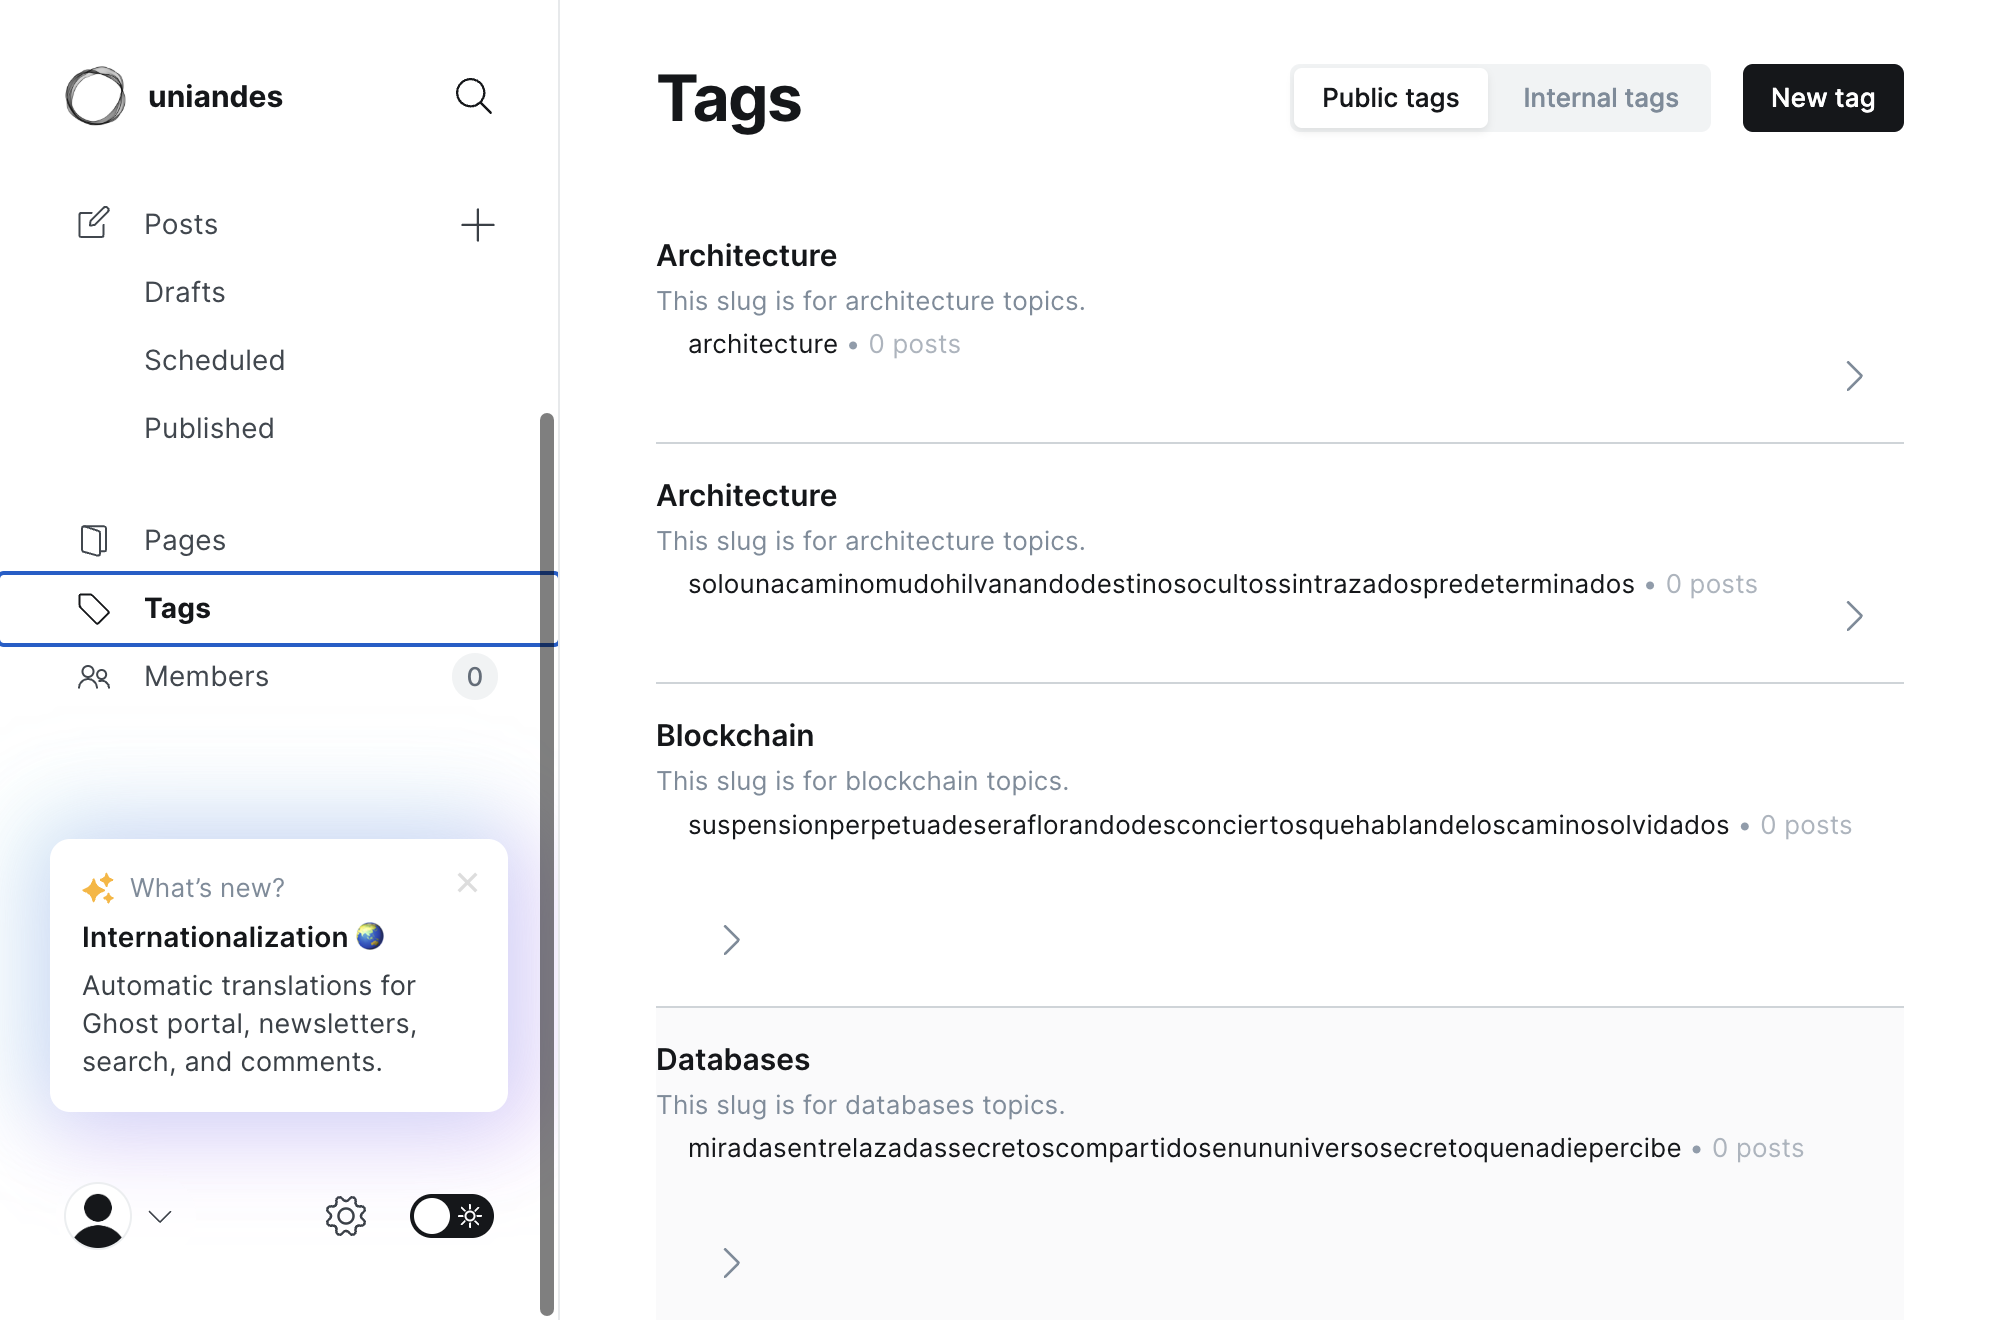 uniandes
Posts
Drafts
Scheduled
Published
Pages
Tags
Members
0
What's new?
Internationalization 🌏
Automatic translations for
Ghost portal, newsletters,
search, and comments.
Tags
Public tags
Internal tags
New tag
Architecture
This slug is for architecture topics.
architecture • 0 posts
Architecture
This slug is for architecture topics.
solounacaminomudohilvanandodestinosocultossintrazadospredeterminados • 0 posts
Blockchain
This slug is for blockchain topics.
suspensionperpetuadeseraflorandodesconciertosquehablandeloscaminosolvidados • 0 posts
Databases
This slug is for databases topics.
miradasentrelazadassecretoscompartidosenununiversosecretoquenadiepercibe • 0 posts